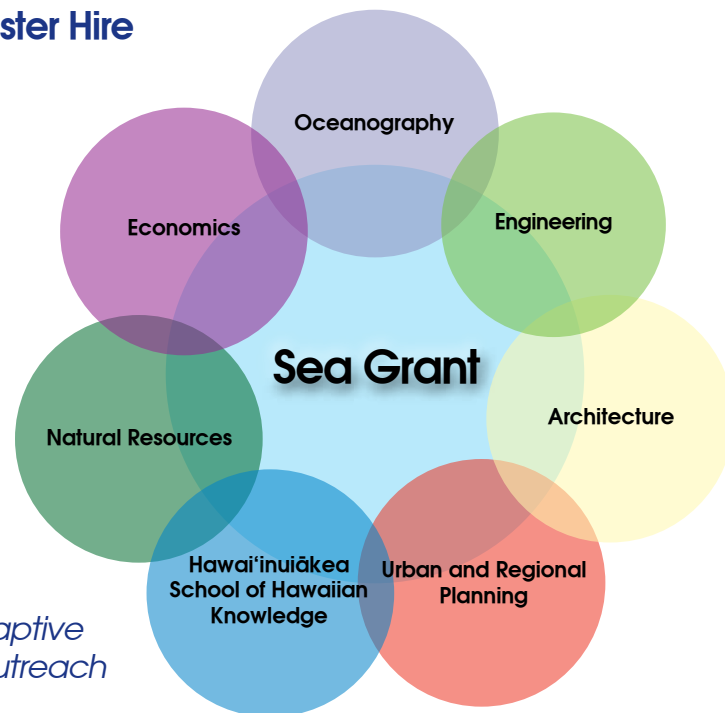 ster Hire
Oceanography
Economics
Engineering
Sea Grant
Architecture
Natural Resources
Hawaiʻinuiākea
School of Hawaiian
Knowledge
Urban and Regional
Planning
aptive
utreach